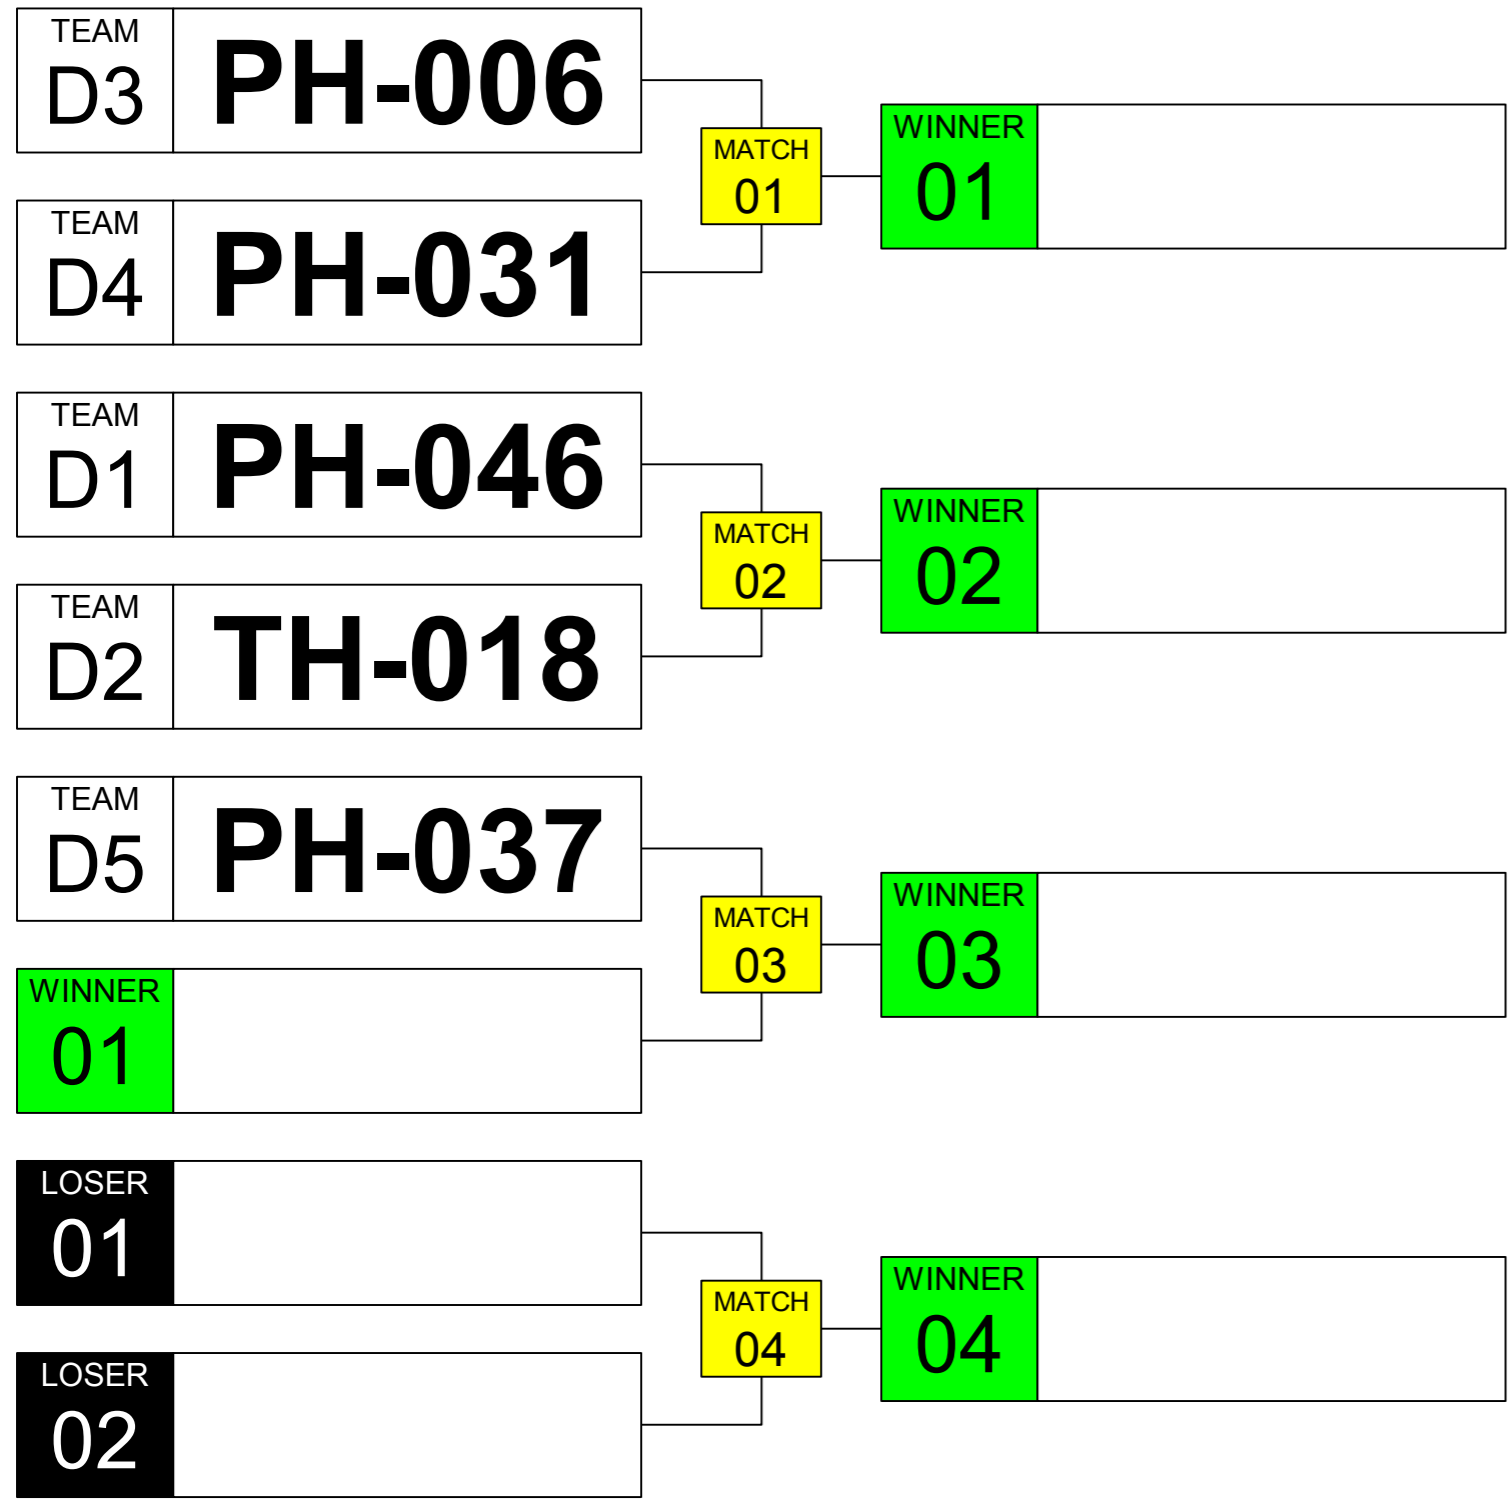 TEAM
D3
PH-006
TEAM
D4
PH-031
MATCH
01
WINNER
01
TEAM
D1
PH-046
TEAM
D2
TH-018
MATCH
02
WINNER
02
TEAM
D5
PH-037
WINNER
01
MATCH
03
WINNER
03
LOSER
01
LOSER
02
MATCH
04
WINNER
04